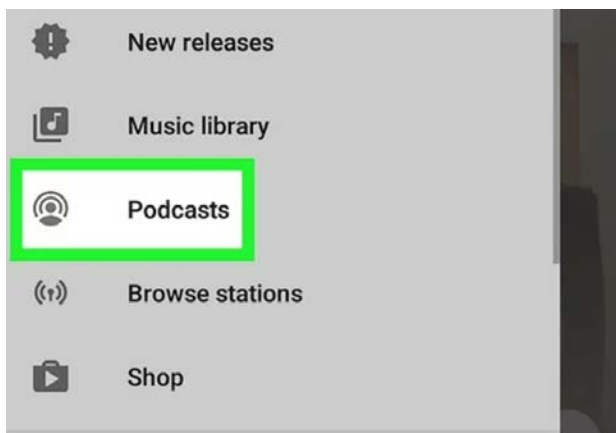 New releases
Music library
Podcasts
Browse stations
Shop